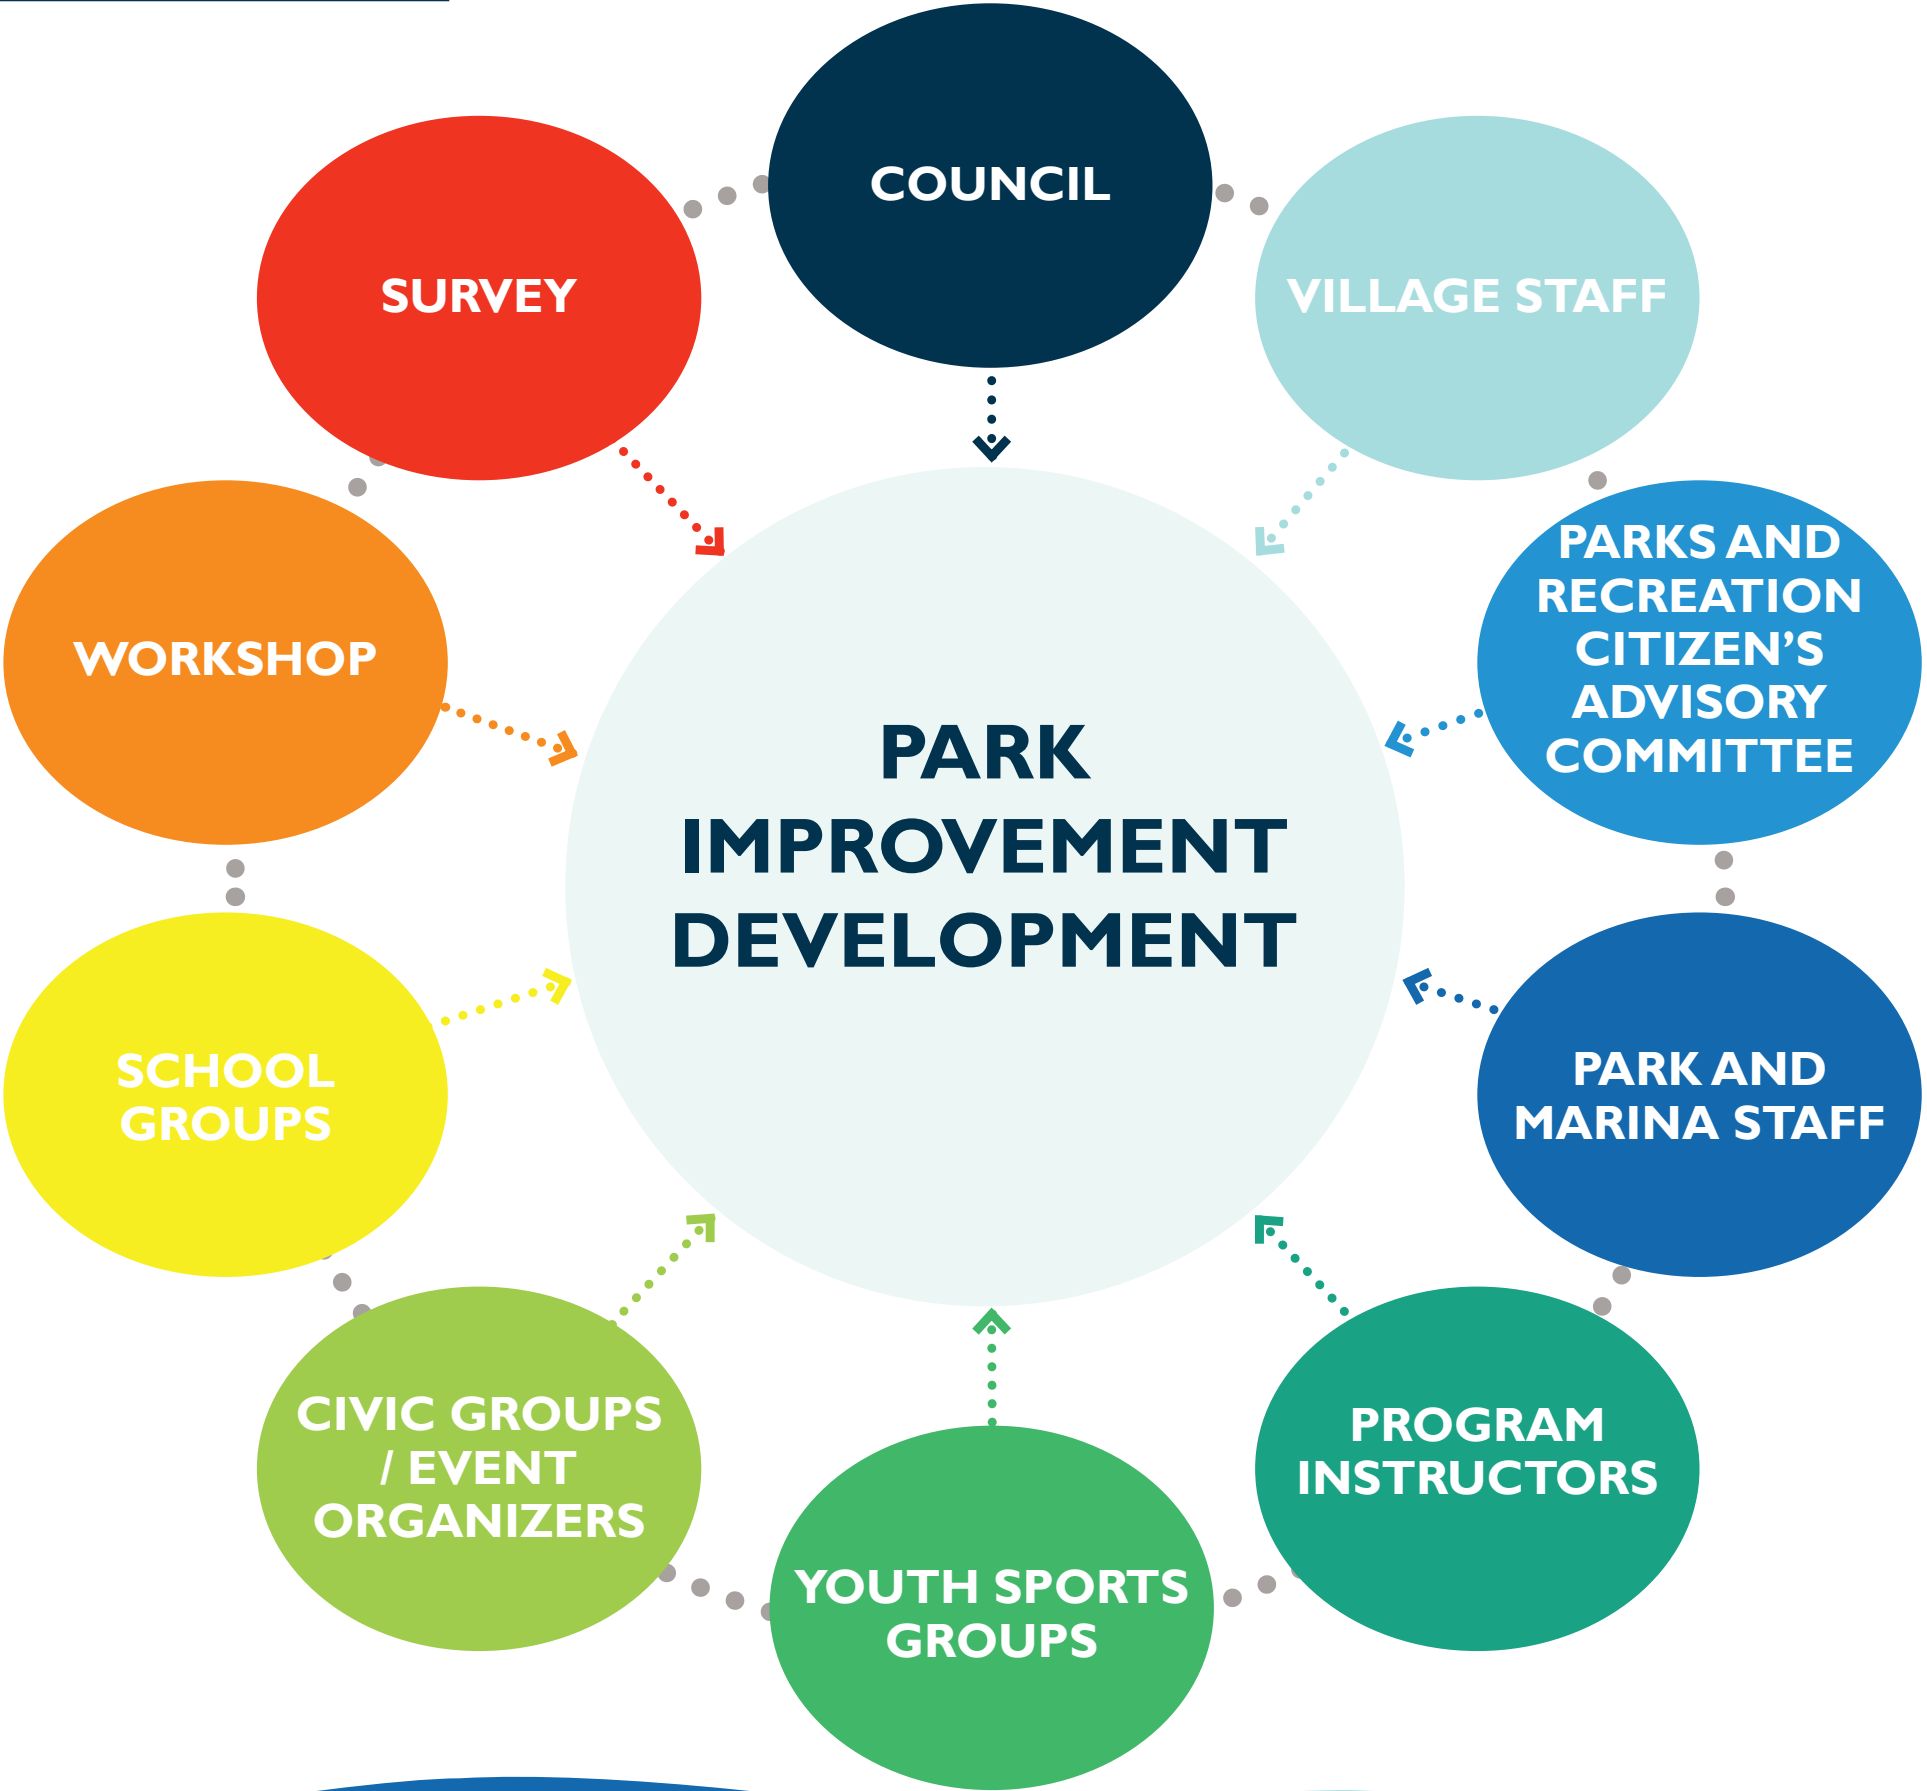 COUNCIL
SURVEY
VILLAGE STAFF
PARKS AND
RECREATION
CITIZEN’S
ADVISORY
COMMITTEE
WORKSHOP
PARK
IMPROVEMENT
DEVELOPMENT
SCHOOL
GROUPS
PARK AND
MARINA STAFF
CIVIC GROUPS
/ EVENT
ORGANIZERS
PROGRAM
INSTRUCTORS
YOUTH SPORTS
GROUPS